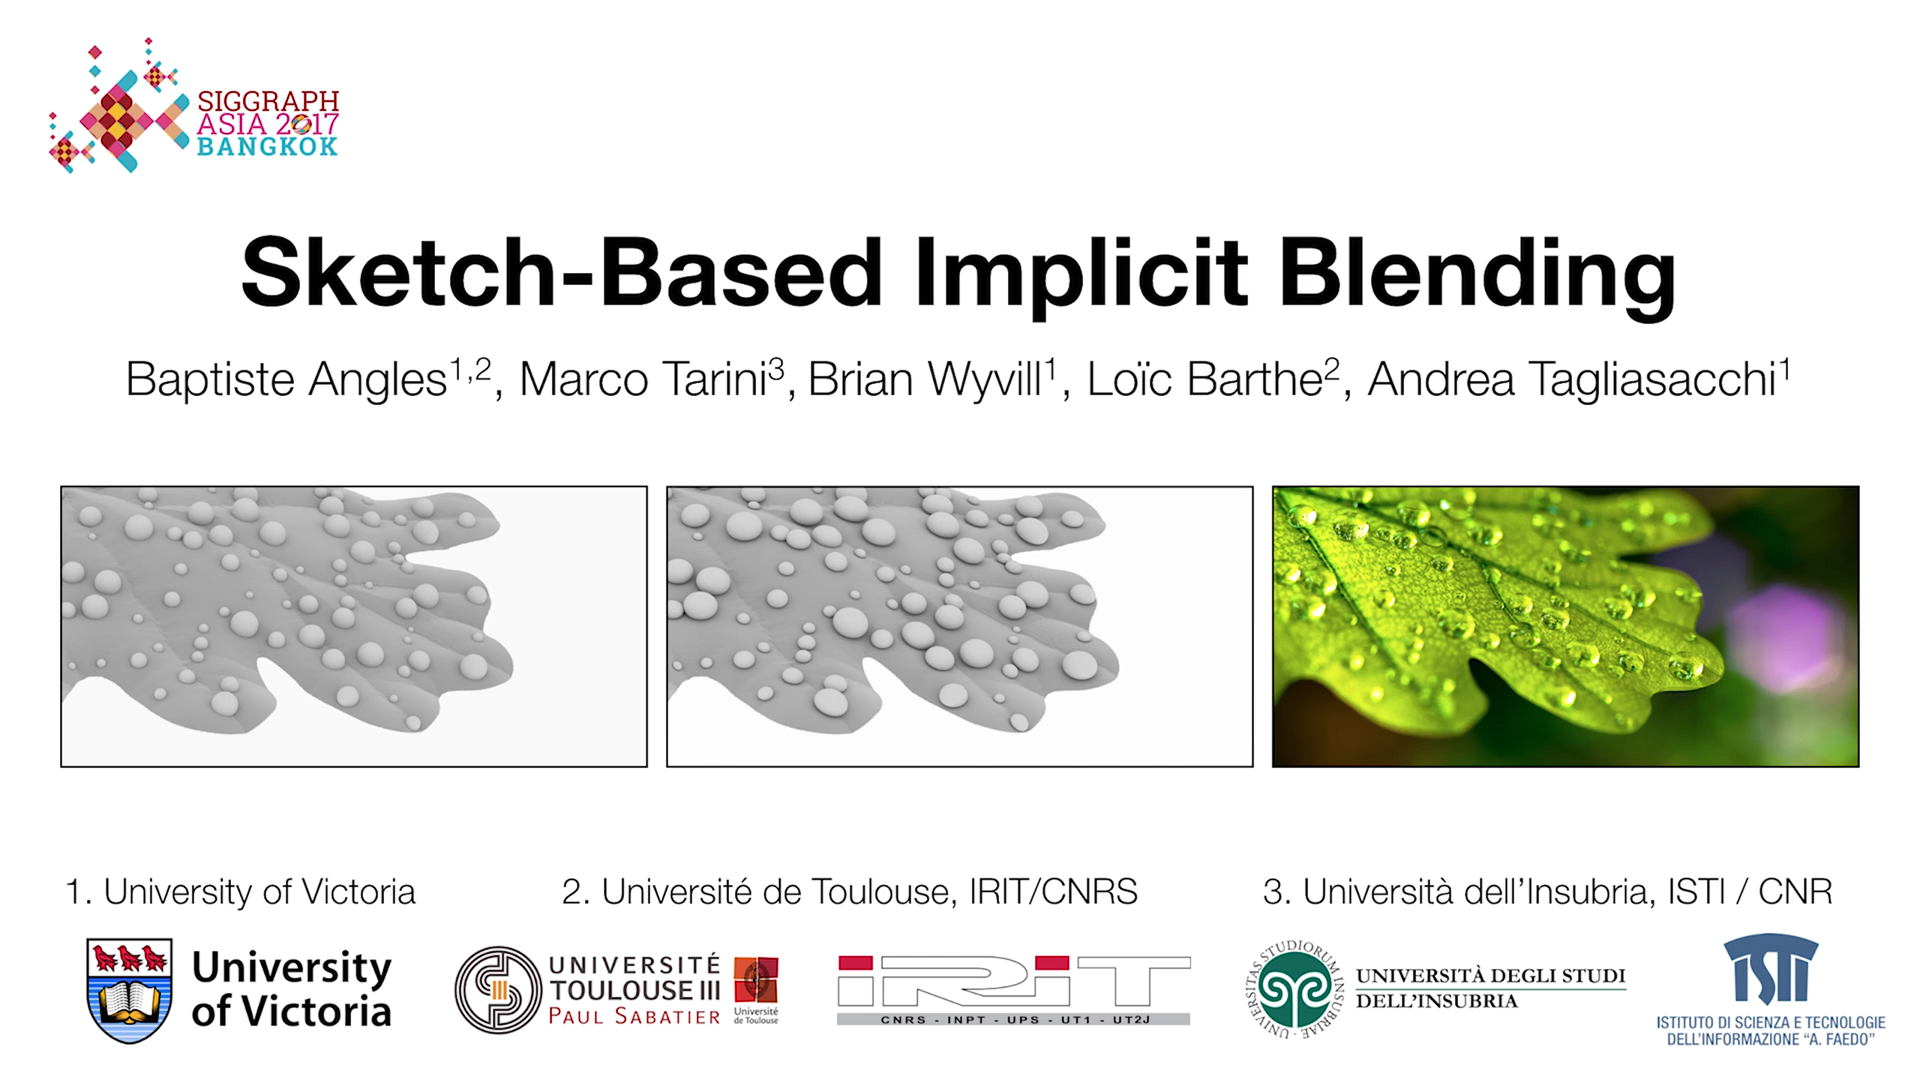 SIGGRAPH
ASIA 2017
BANGKOK
Sketch-Based Implicit Blending
Baptiste Angles1,2, Marco Tarini3, Brian Wyvill1, Loïc Barthe2, Andrea Tagliasacchi1
1. University of Victoria
2. Université de Toulouse, IRIT/CNRS
3. Università dell'Insubria, ISTI / CNR
University
of Victoria
UNIVERSITÉ
TOULOUSE III
PAUL SABATIER
Université
de Toulouse
IRIT
CNRS - INPT - UPS - UT1 - UT2J
UNIVERSITAS STUDIORUM INSUBRIAE
UNIVERSITÀ DEGLI STUDI
DELL'INSUBRIA
ISTI
ISTITUTO DI SCIENZA E TECNOLOGIE
DELL'INFORMAZIONE "A. FAEDO"